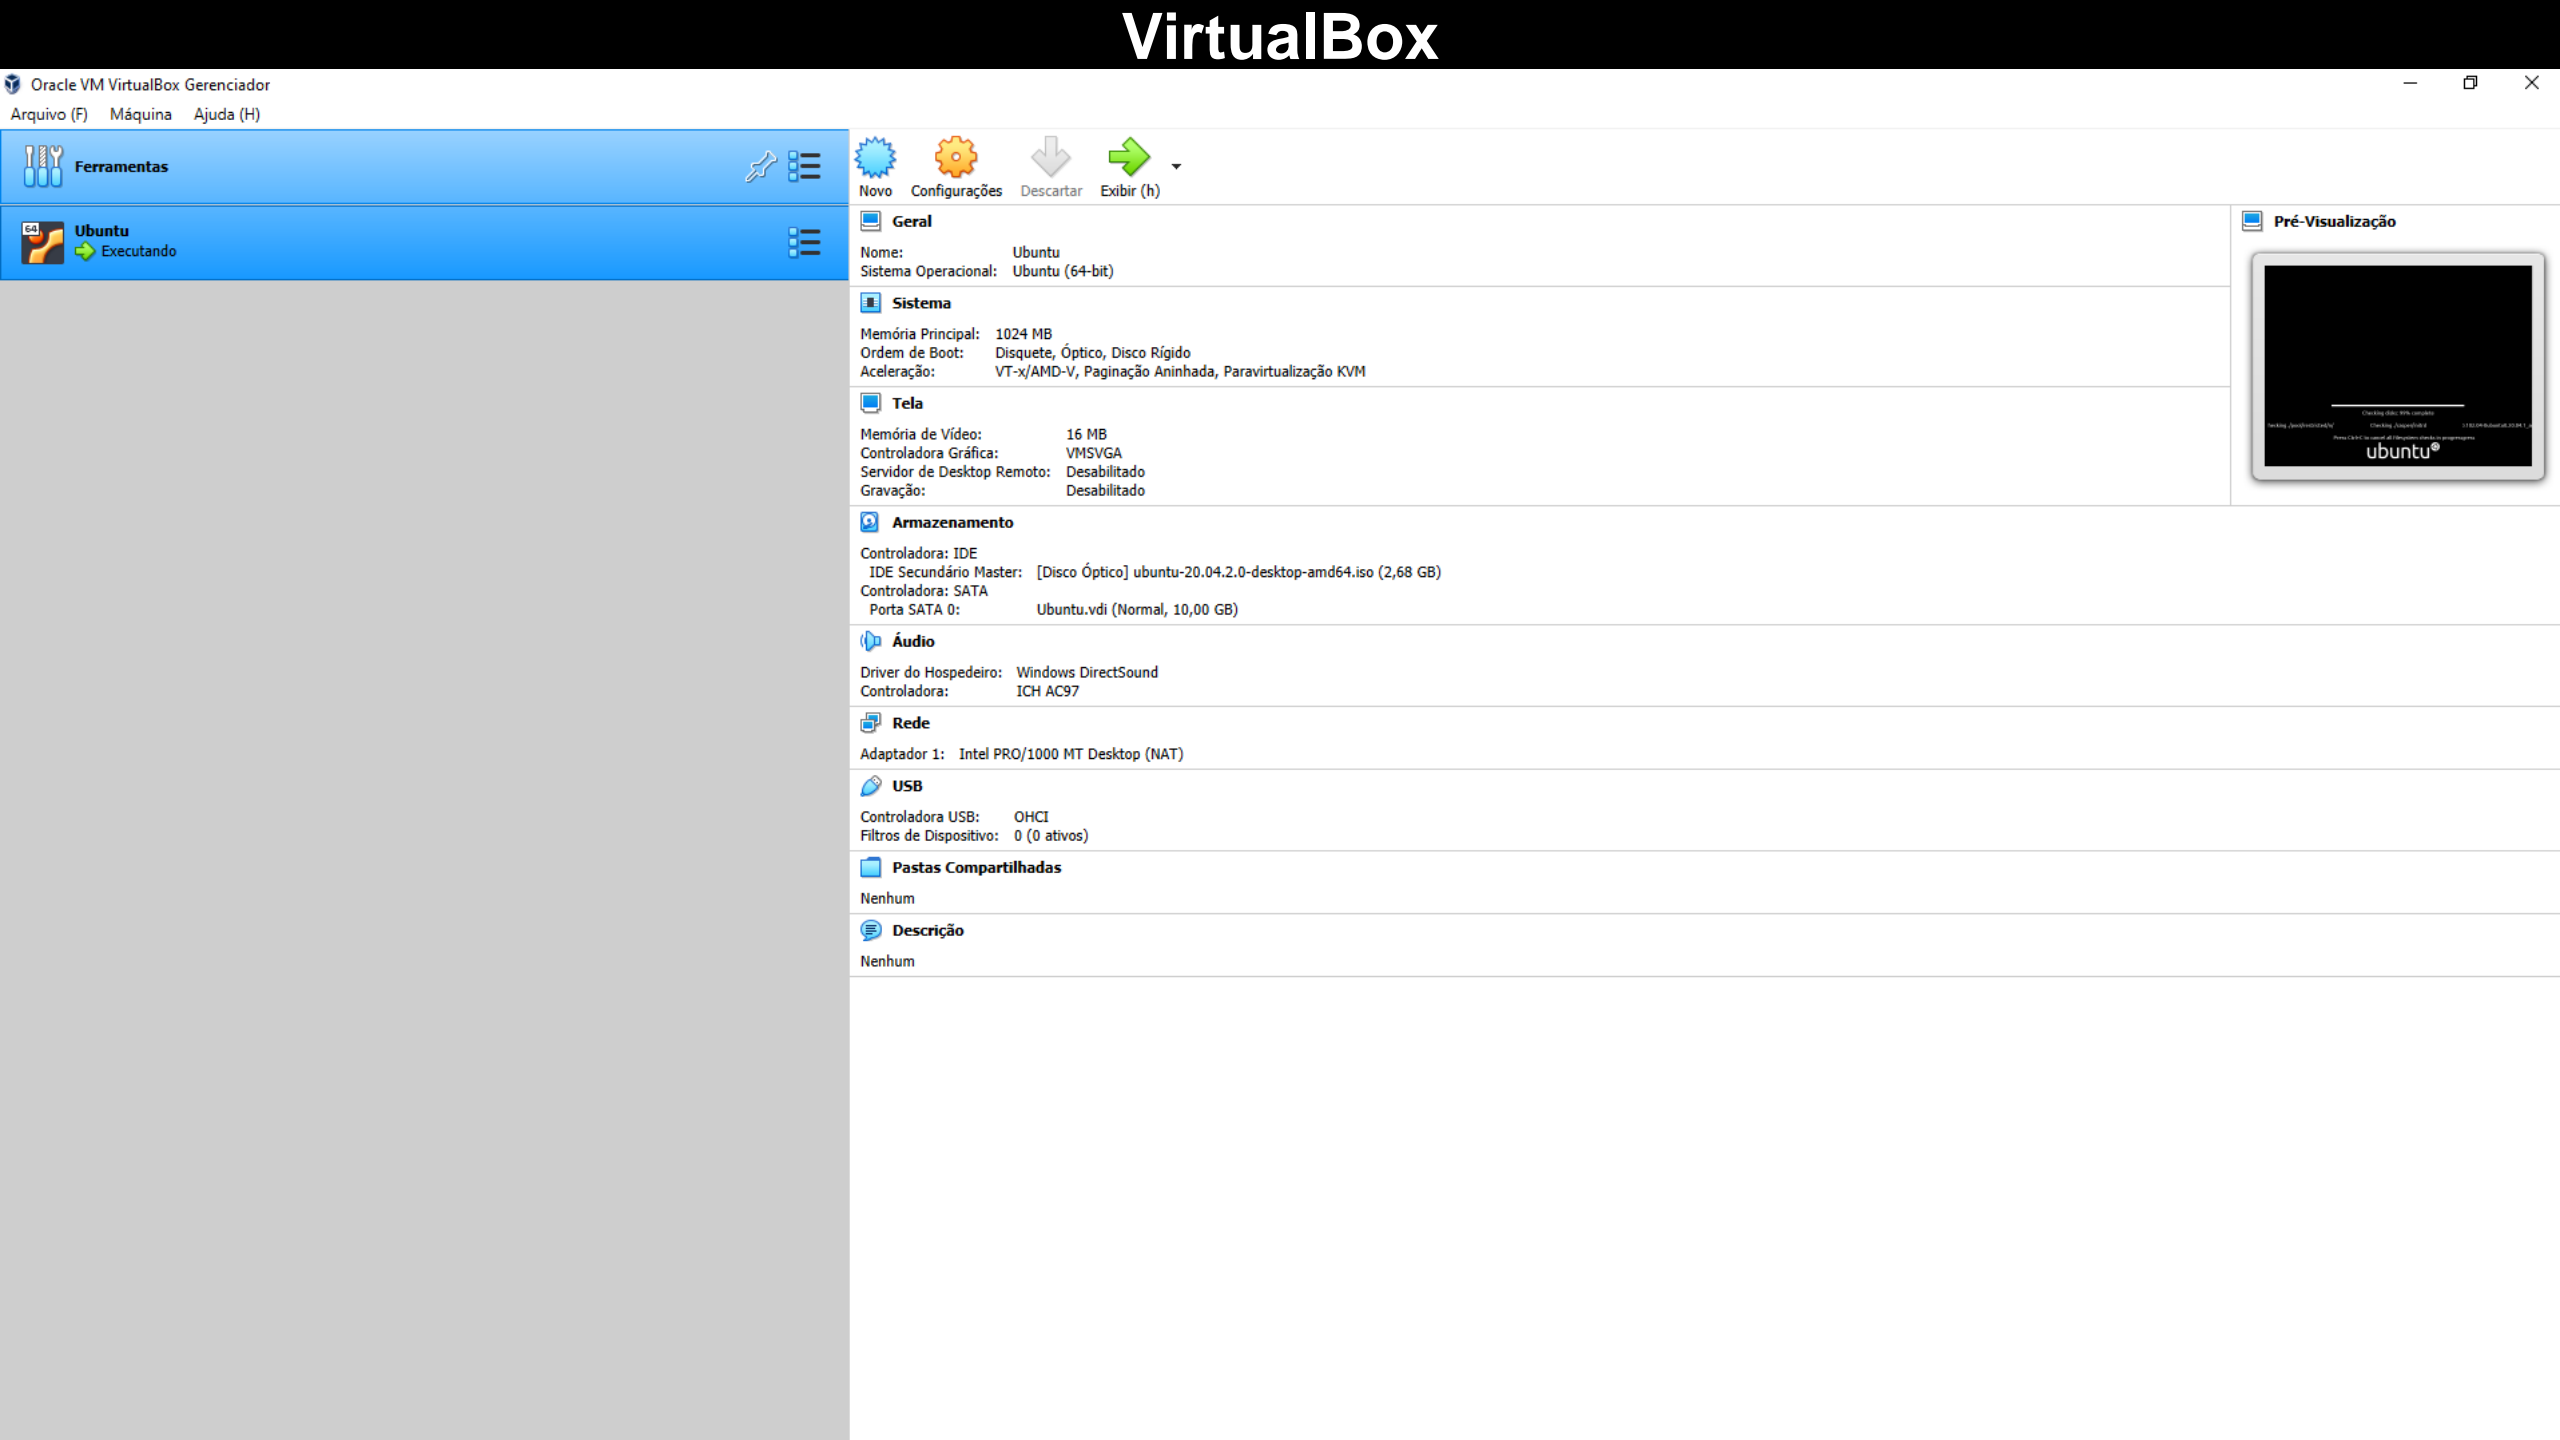 VirtualBox
Oracle VM VirtualBox Gerenciador
Arquivo (F) Máquina Ajuda (H)
Ferramentas
64
Ubuntu
Executando
Novo Configurações Descartar Exibir (h)
Geral
Nome: Ubuntu
Sistema Operacional: Ubuntu (64-bit)
Sistema
Memória Principal: 1024 MB
Ordem de Boot: Disquete, Óptico, Disco Rígido
Aceleração: VT-x/AMD-V, Paginação Aninhada, Paravirtualização KVM
Tela
Memória de Vídeo: 16 MB
Controladora Gráfica: VMSVGA
Servidor de Desktop Remoto: Desabilitado
Gravação: Desabilitado
Pré-Visualização
Checking disks: 99% complete
ubuntu
Armazenamento
Controladora: IDE
IDE Secundário Master: [Disco Óptico] ubuntu-20.04.2.0-desktop-amd64.iso (2,68 GB)
Controladora: SATA
Porta SATA 0: Ubuntu.vdi (Normal, 10,00 GB)
Áudio
Driver do Hospedeiro: Windows DirectSound
Controladora: ICH AC97
Rede
Adaptador 1: Intel PRO/1000 MT Desktop (NAT)
USB
Controladora USB: OHCI
Filtros de Dispositivo: 0 (0 ativos)
Pastas Compartilhadas
Nenhum
Descrição
Nenhum